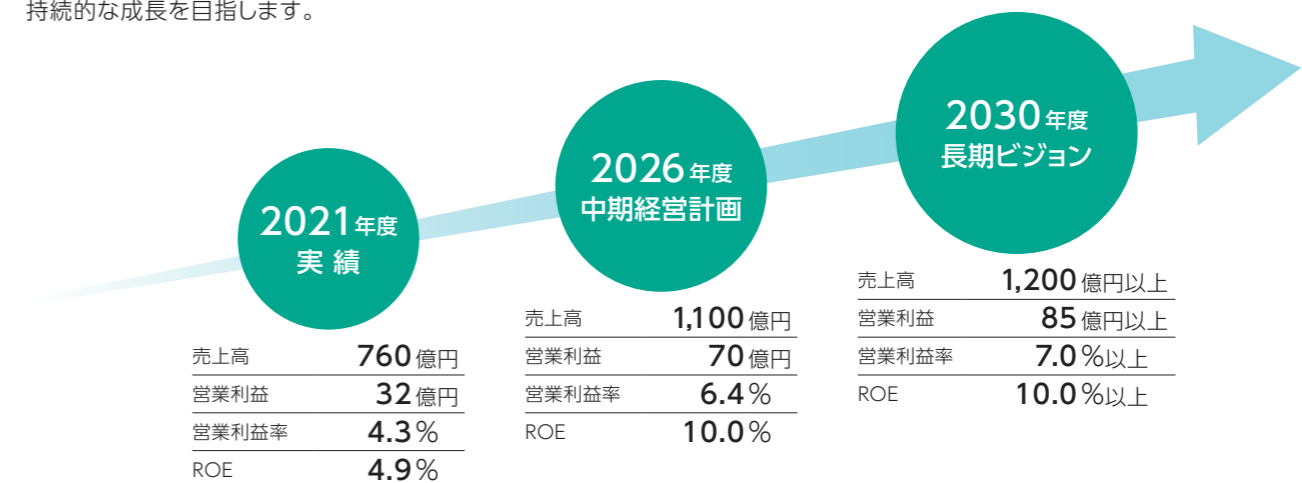 持続的な成長を目指します。
2021年度
実 績
売上高 760億円
営業利益 32億円
営業利益率 4.3%
ROE 4.9%
2026年度
中期経営計画
売上高 1,100億円
営業利益 70億円
営業利益率 6.4%
ROE 10.0%
2030年度
長期ビジョン
売上高 1,200億円以上
営業利益 85億円以上
営業利益率 7.0%以上
ROE 10.0%以上